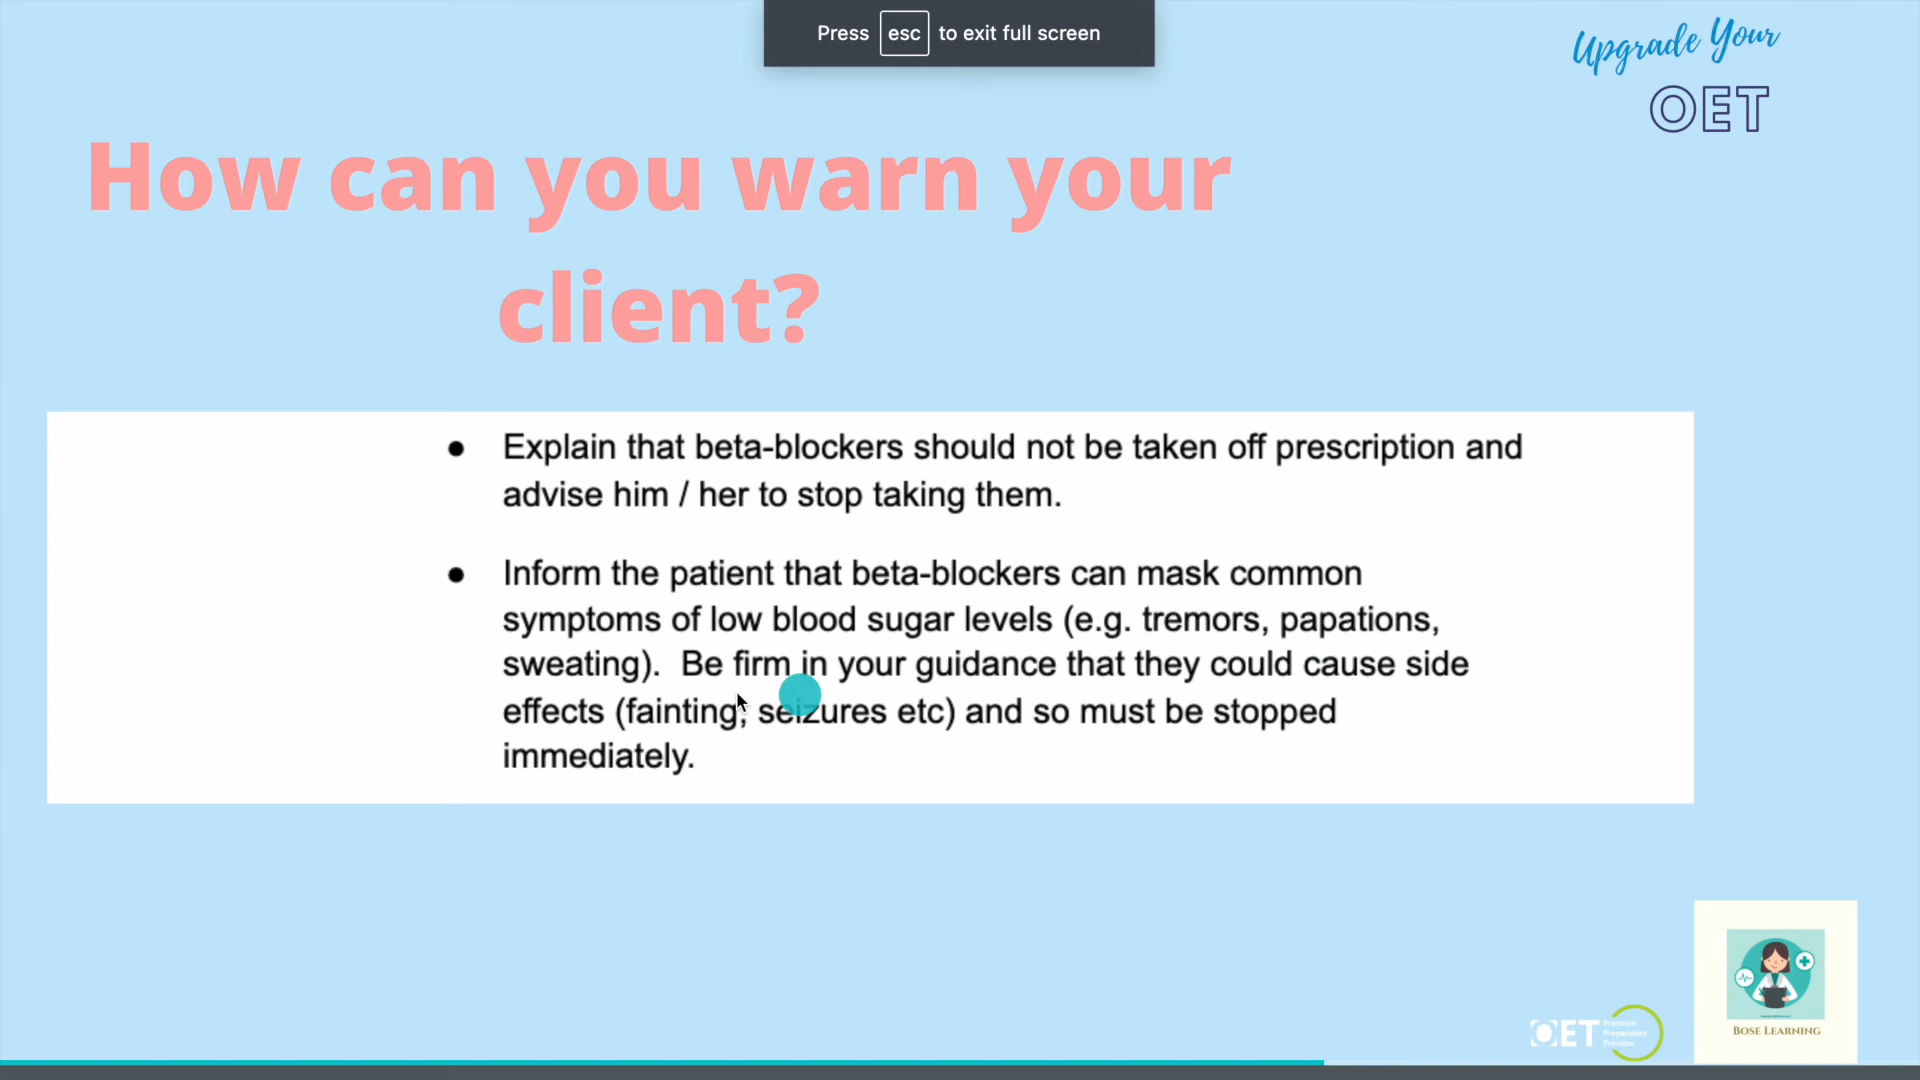 Press esc to exit full screen
Upgrade Your
OET
How can you warn your
client?
● Explain that beta-blockers should not be taken off prescription and
advise him / her to stop taking them.
● Inform the patient that beta-blockers can mask common
symptoms of low blood sugar levels (e.g. tremors, papations,
sweating). Be firm in your guidance that they could cause side
effects (fainting, seizures etc) and so must be stopped
immediately.
OET Premium
Preparation
Provider
BOSE LEARNING